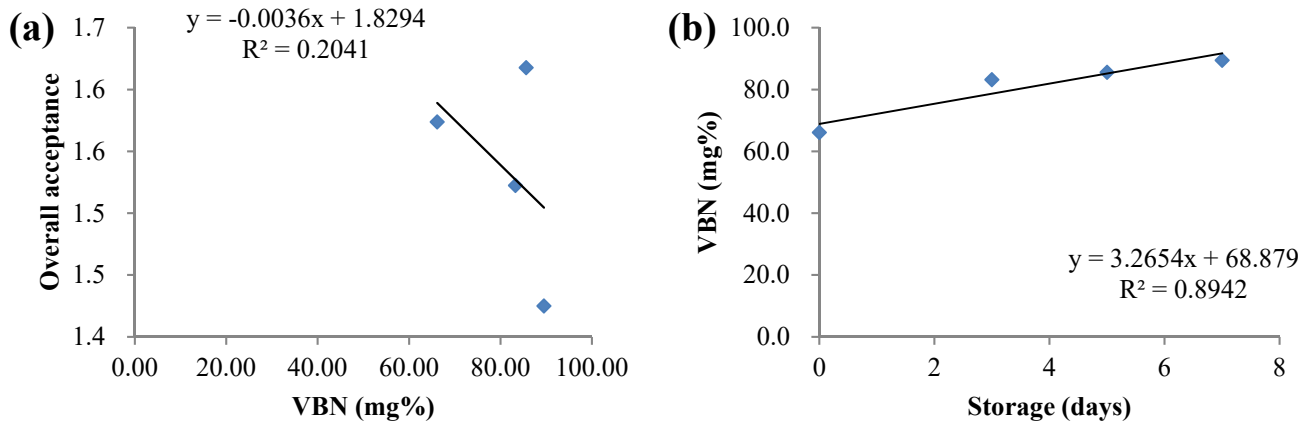 (a)
y = -0.0036x + 1.8294
R² = 0.2041
Overall acceptance
1.7
1.6
1.6
1.5
1.5
1.4
0.00 20.00 40.00 60.00 80.00 100.00
VBN (mg%)
(b)
VBN (mg%)
100.0
80.0
60.0
40.0
20.0
0.0
y = 3.2654x + 68.879
R² = 0.8942
0 2 4 6 8
Storage (days)